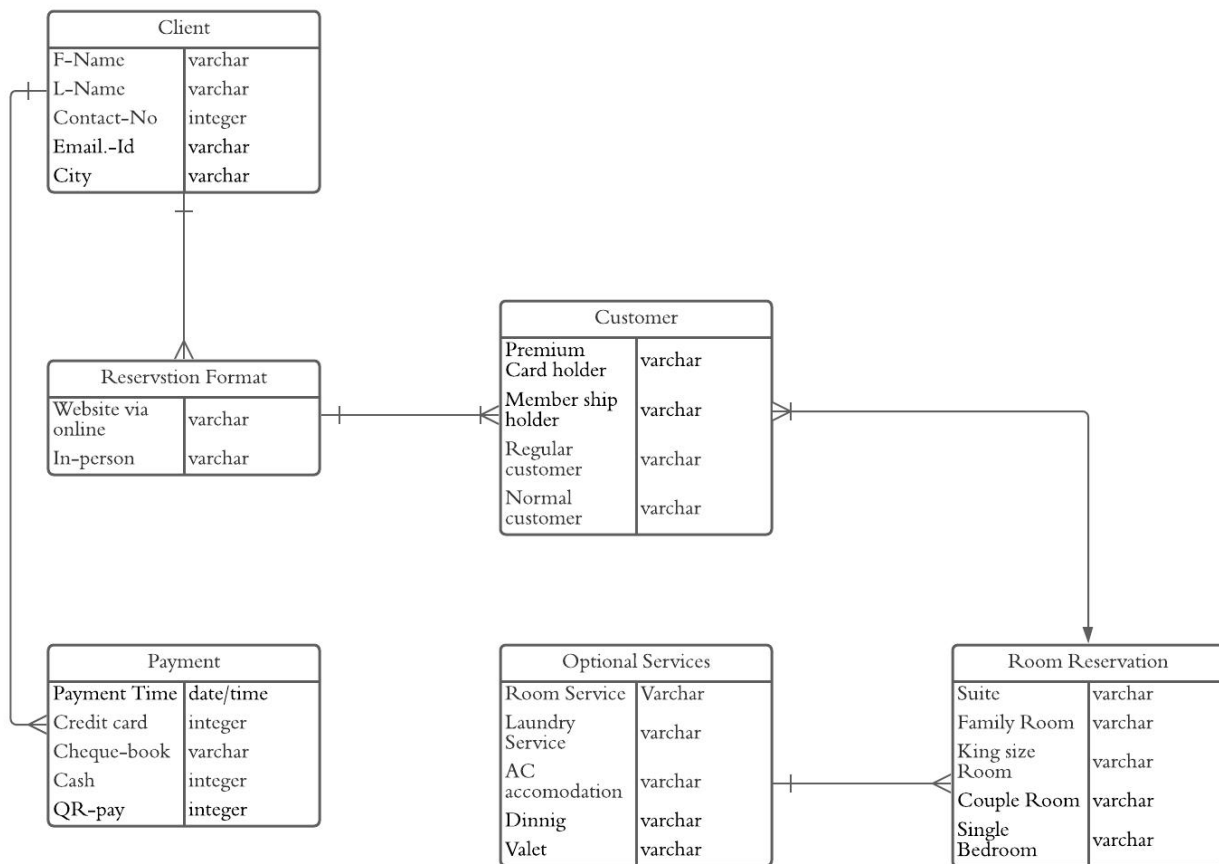 Client
F-Name varchar
L-Name varchar
Contact-No integer
Email.-Id varchar
City varchar
Reservstion Format
Website via
online varchar
In-person varchar
Customer
Premium
Card holder varchar
Member ship
holder varchar
Regular
customer varchar
Normal
customer varchar
Payment
Payment Time date/time
Credit card integer
Cheque-book varchar
Cash integer
QR-pay integer
Optional Services
Room Service Varchar
Laundry
Service varchar
AC
accomodation varchar
Dinnig varchar
Valet varchar
Room Reservation
Suite varchar
Family Room varchar
King size
Room varchar
Couple Room varchar
Single
Bedroom varchar